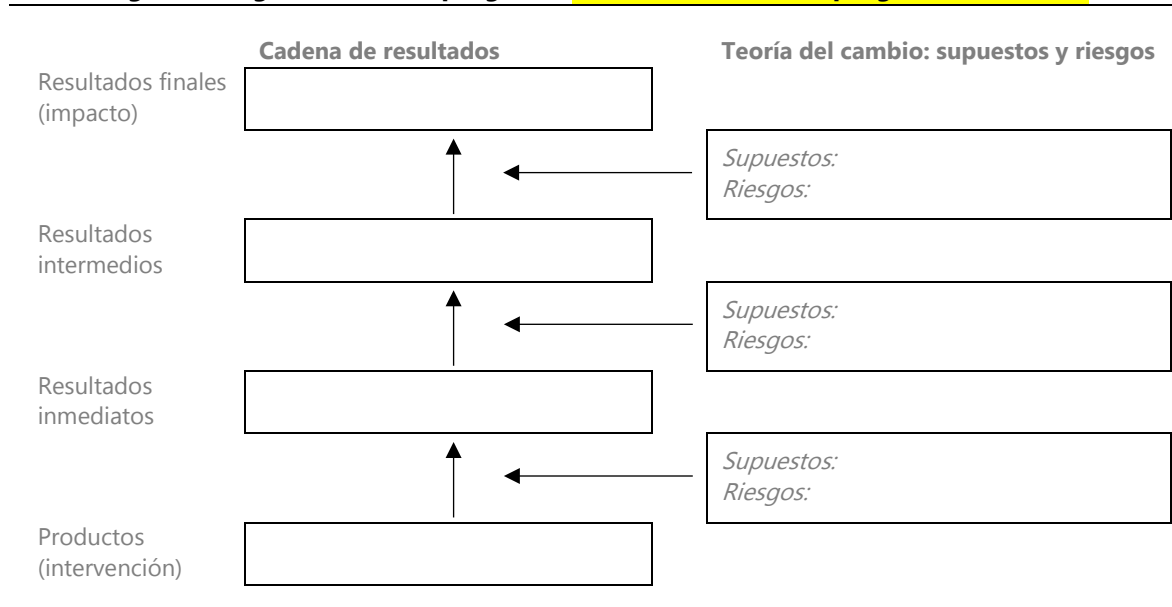 Cadena de resultados
Teoría del cambio: supuestos y riesgos
Resultados finales
(impacto)
Supuestos:
Riesgos:
Resultados
intermedios
Supuestos:
Riesgos:
Resultados
inmediatos
Supuestos:
Riesgos:
Productos
(intervención)